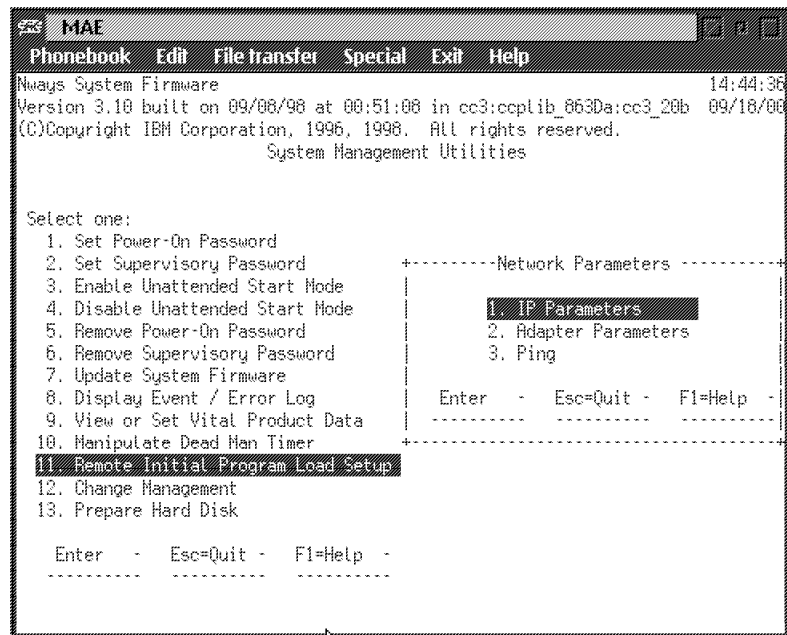 MAE
Phonebook Edit File transfer Special Exit Help
Nways System Firmware 14:44:36
Version 3.10 built on 09/08/98 at 00:51:08 in cc3:ccplib_863Da:cc3_20b 09/18/00
(C)Copyright IBM Corporation, 1996, 1998. All rights reserved.
System Management Utilities
Select one:
1. Set Power-On Password
2. Set Supervisory Password
3. Enable Unattended Start Mode
4. Disable Unattended Start Mode
5. Remove Power-On Password
6. Remove Supervisory Password
7. Update System Firmware
8. Display Event / Error Log
9. View or Set Vital Product Data
10. Manipulate Dead Man Timer
11. Remote Initial Program Load Setup
12. Change Management
13. Prepare Hard Disk
Enter - Esc=Quit - F1=Help -
Network Parameters
1. IP Parameters
2. Adapter Parameters
3. Ping
Enter - Esc=Quit - F1=Help -